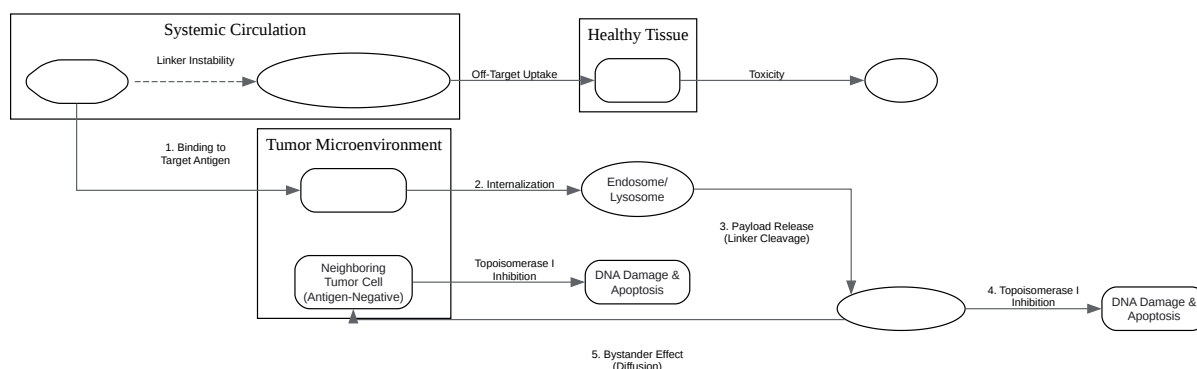 Systemic Circulation
Linker Instability
Off-Target Uptake
Healthy Tissue
Toxicity
1. Binding to
Target Antigen
Tumor Microenvironment
2. Internalization
Endosome/
Lysosome
3. Payload Release
(Linker Cleavage)
Neighboring
Tumor Cell
(Antigen-Negative)
Topoisomerase I
Inhibition
DNA Damage &
Apoptosis
4. Topoisomerase I
Inhibition
DNA Damage &
Apoptosis
5. Bystander Effect
(Diffusion)